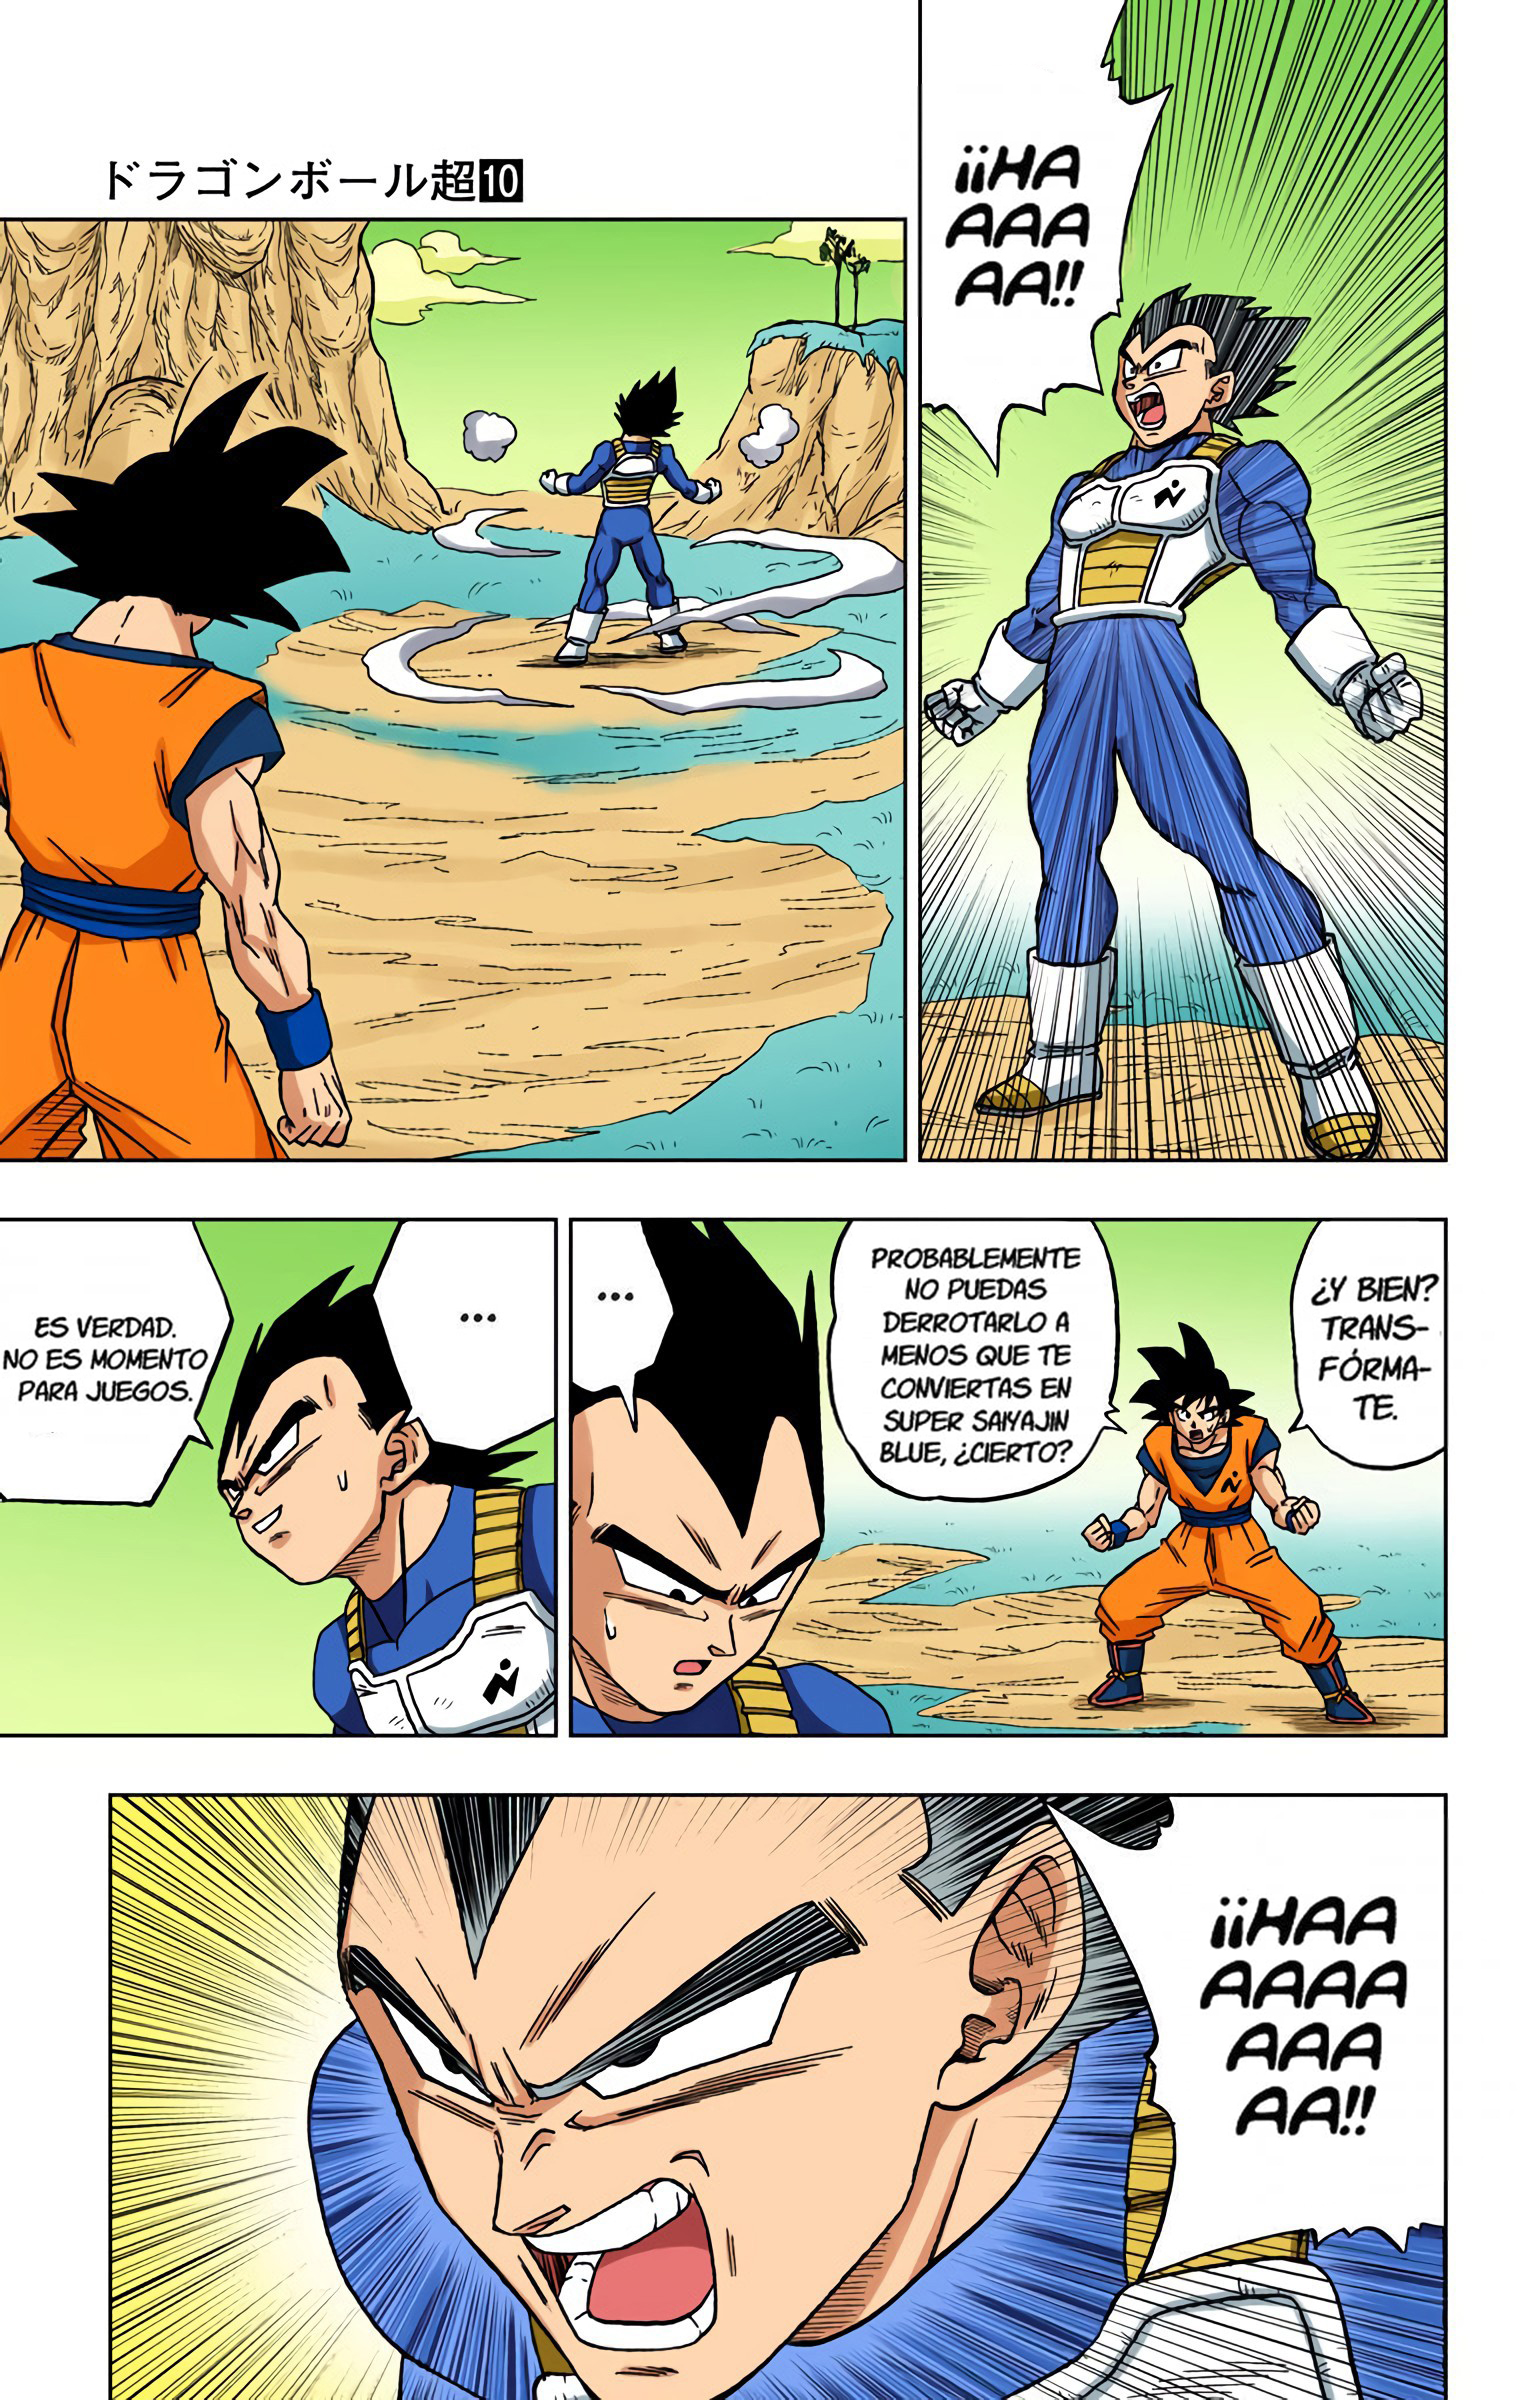 ドラゴンボール超10
¡¡HA
AAA
AA!!
¿Y BIEN?
TRANS-
FÓRMA-
TE.
PROBABLEMENTE
NO PUEDAS
DERROTARLO A
MENOS QUE TE
CONVIERTAS EN
SUPER SAIYAJIN
BLUE, ¿CIERTO?
...
...
ES VERDAD.
NO ES MOMENTO
PARA JUEGOS.
¡¡HAA
AAAA
AAA
AA!!